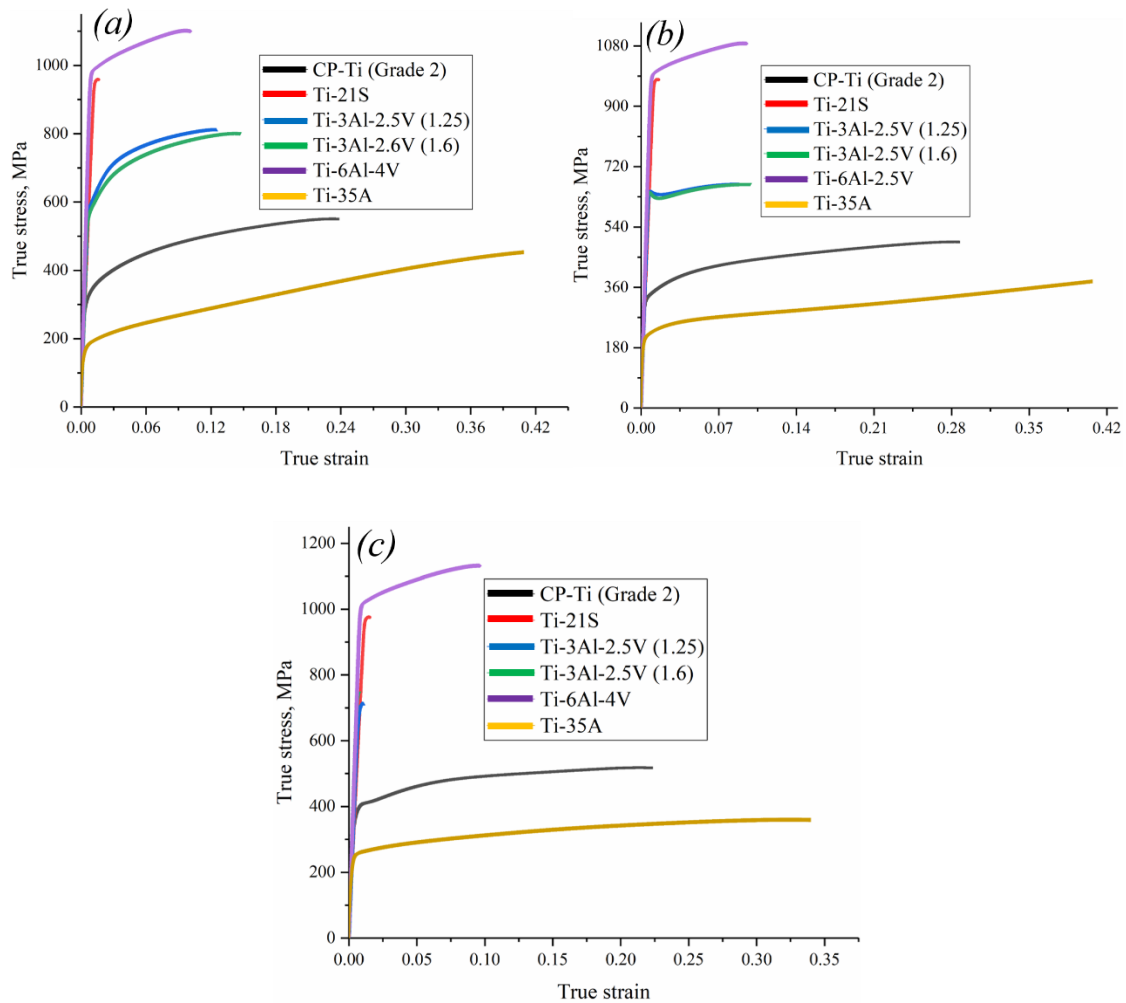 (a)
1000
800
600
400
200
0
True stress, MPa
CP-Ti (Grade 2)
Ti-21S
Ti-3Al-2.5V (1.25)
Ti-3Al-2.6V (1.6)
Ti-6Al-4V
Ti-35A
0.00 0.06 0.12 0.18 0.24 0.30 0.36 0.42
True strain
(b)
1080
900
720
540
360
180
0
True stress, MPa
CP-Ti (Grade 2)
Ti-21S
Ti-3Al-2.5V (1.25)
Ti-3Al-2.5V (1.6)
Ti-6Al-2.5V
Ti-35A
0.00 0.07 0.14 0.21 0.28 0.35 0.42
True strain
(c)
1200
1000
800
600
400
200
0
True stress, MPa
CP-Ti (Grade 2)
Ti-21S
Ti-3Al-2.5V (1.25)
Ti-3Al-2.5V (1.6)
Ti-6Al-4V
Ti-35A
0.00 0.05 0.10 0.15 0.20 0.25 0.30 0.35
True strain